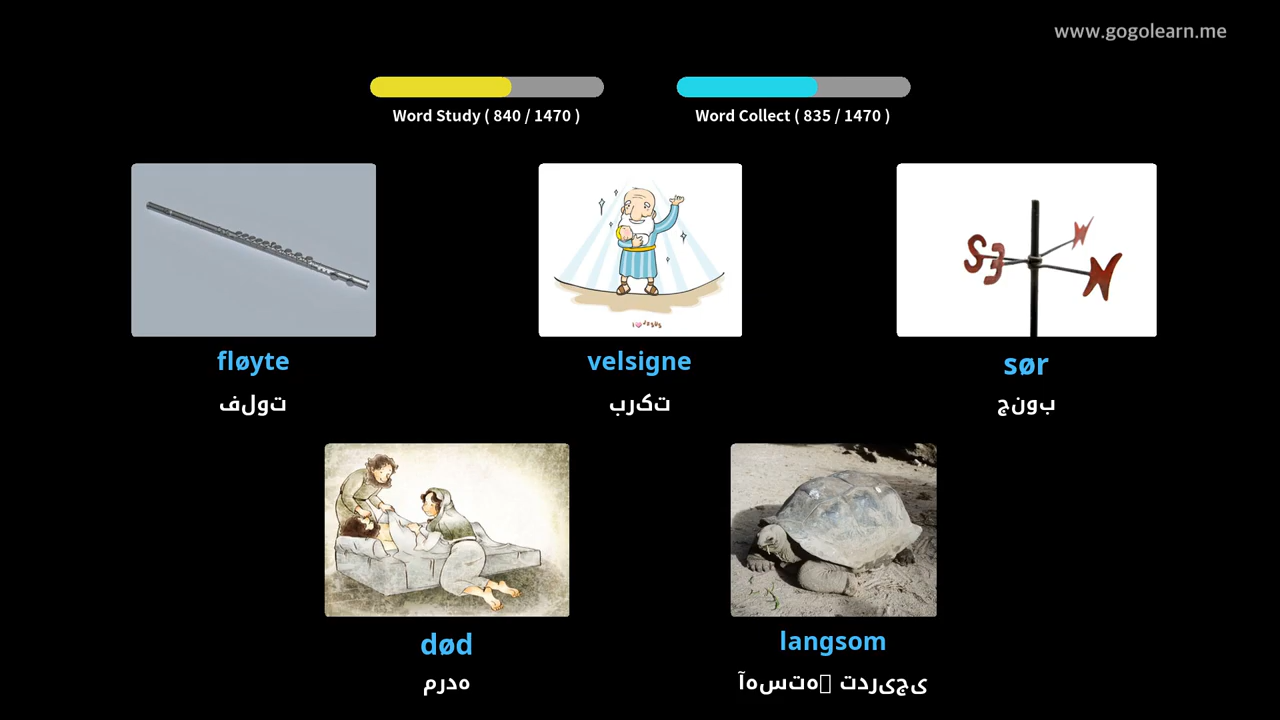 www.gogolearn.me
Word Study ( 840 / 1470 )
Word Collect ( 835 / 1470 )
I ♥ JESUS
fløyte
velsigne
sør
فلوت
برکت
جنوب
død
langsom
مرده
آهسته تدریجی